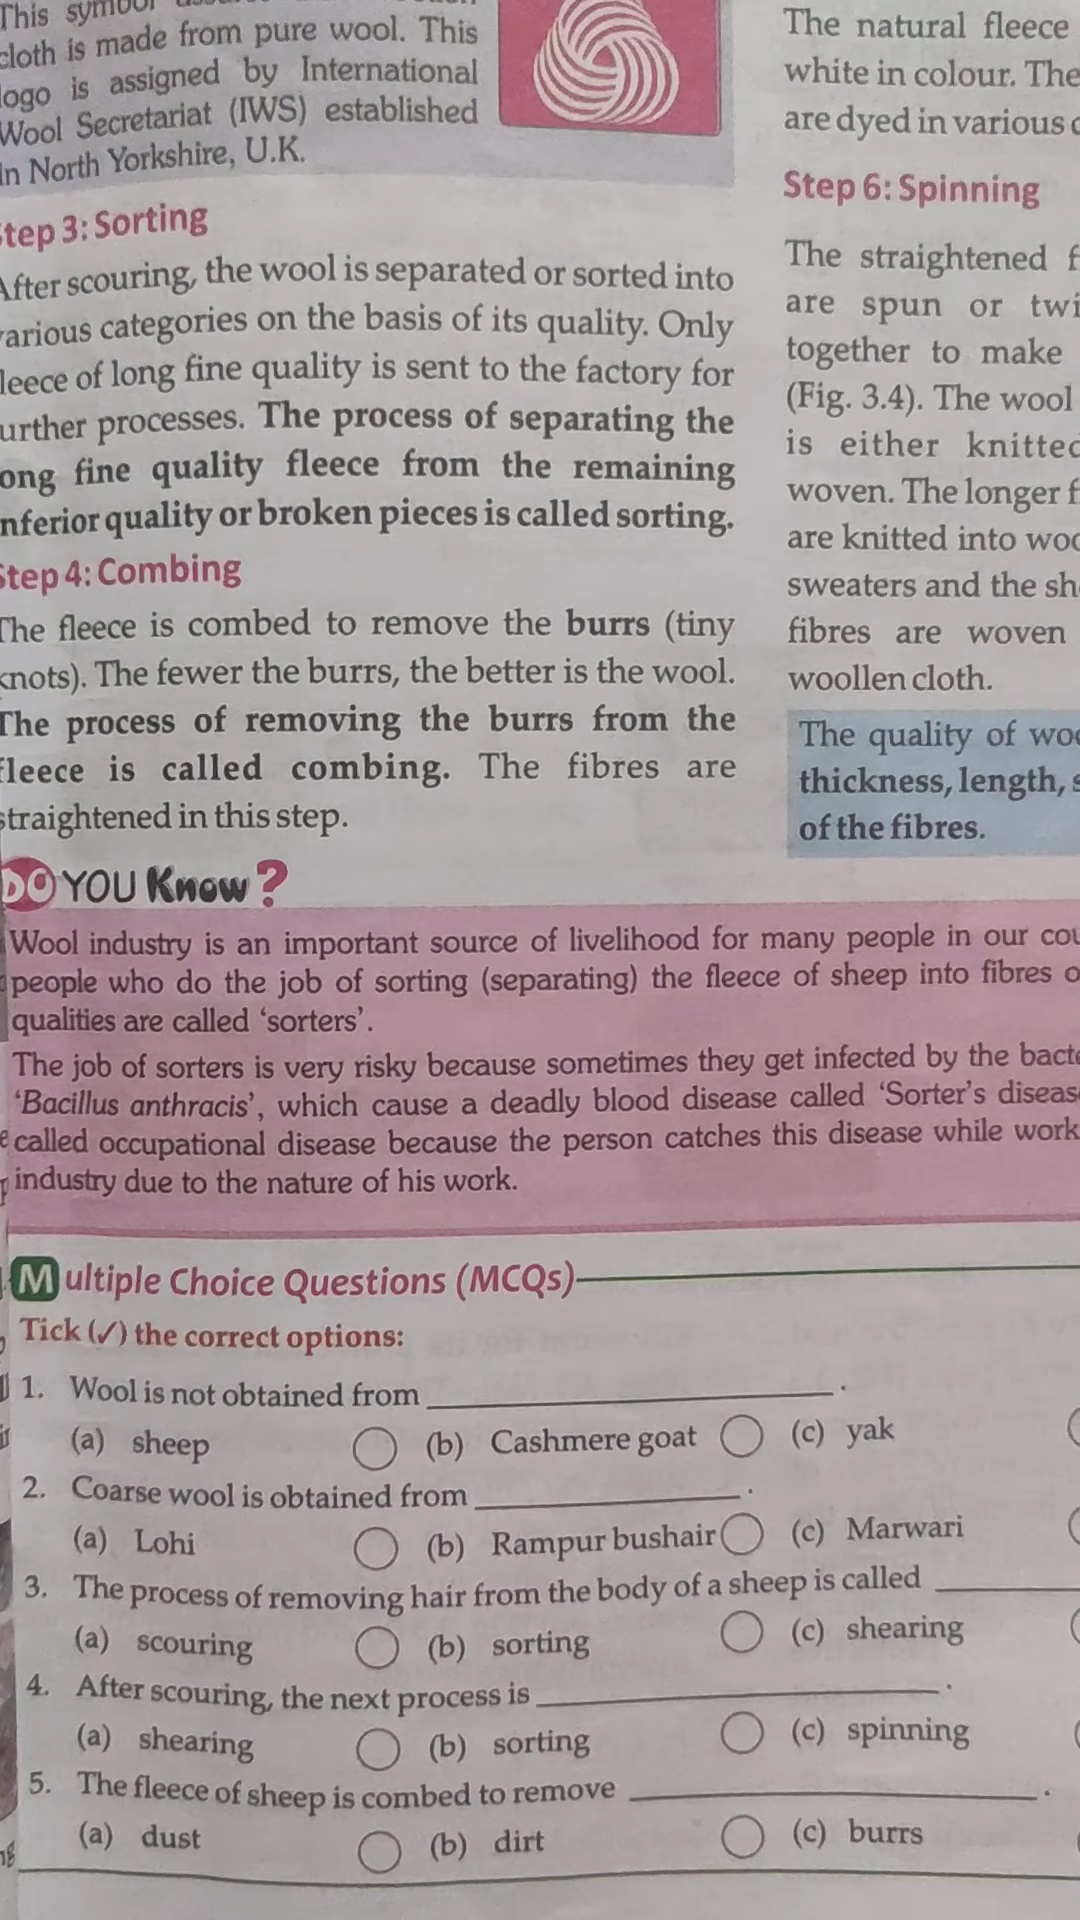 This symbol
cloth is made from pure wool. This
logo is assigned by International
Wool Secretariat (IWS) established
in North Yorkshire, U.K.
Step 3: Sorting
After scouring, the wool is separated or sorted into
various categories on the basis of its quality. Only
fleece of long fine quality is sent to the factory for
further processes. The process of separating the
long fine quality fleece from the remaining
inferior quality or broken pieces is called sorting.
Step 4: Combing
The fleece is combed to remove the burrs (tiny
knots). The fewer the burrs, the better is the wool.
The process of removing the burrs from the
fleece is called combing. The fibres are
straightened in this step.
The natural fleece
white in colour. The
are dyed in various
Step 6: Spinning
The straightened
are spun or
together to make
(Fig. 3.4). The wool
is either knitted
woven. The longer
are knitted into
sweaters and the
fibres are woven
woollen cloth.
The quality of
thickness, length,
of the fibres.
DO YOU Know?
Wool industry is an important source of livelihood for many people in our
people who do the job of sorting (separating) the fleece of sheep into fibres
qualities are called 'sorters'.
The job of sorters is very risky because sometimes they get infected by the
'Bacillus anthracis', which cause a deadly blood disease called 'Sorter's
called occupational disease because the person catches this disease while
industry due to the nature of his work.
Multiple Choice Questions (MCQs)
Tick (✓) the correct options:
1. Wool is not obtained from ____________.
(a) sheep (b) Cashmere goat (c) yak
2. Coarse wool is obtained from ____________.
(a) Lohi (b) Rampur bushair (c) Marwari
3. The process of removing hair from the body of a sheep is called ____________
(a) scouring (b) sorting (c) shearing
4. After scouring, the next process is ____________.
(a) shearing (b) sorting (c) spinning
5. The fleece of sheep is combed to remove ____________.
(a) dust (b) dirt (c) burrs